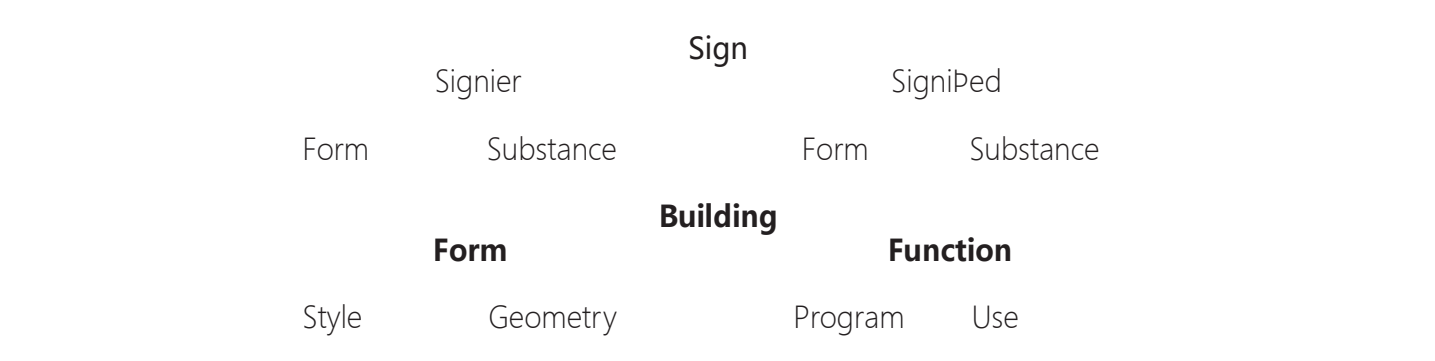 Sign
Signier SigniÞed
Form Substance Form Substance
Building
Form Function
Style Geometry Program Use